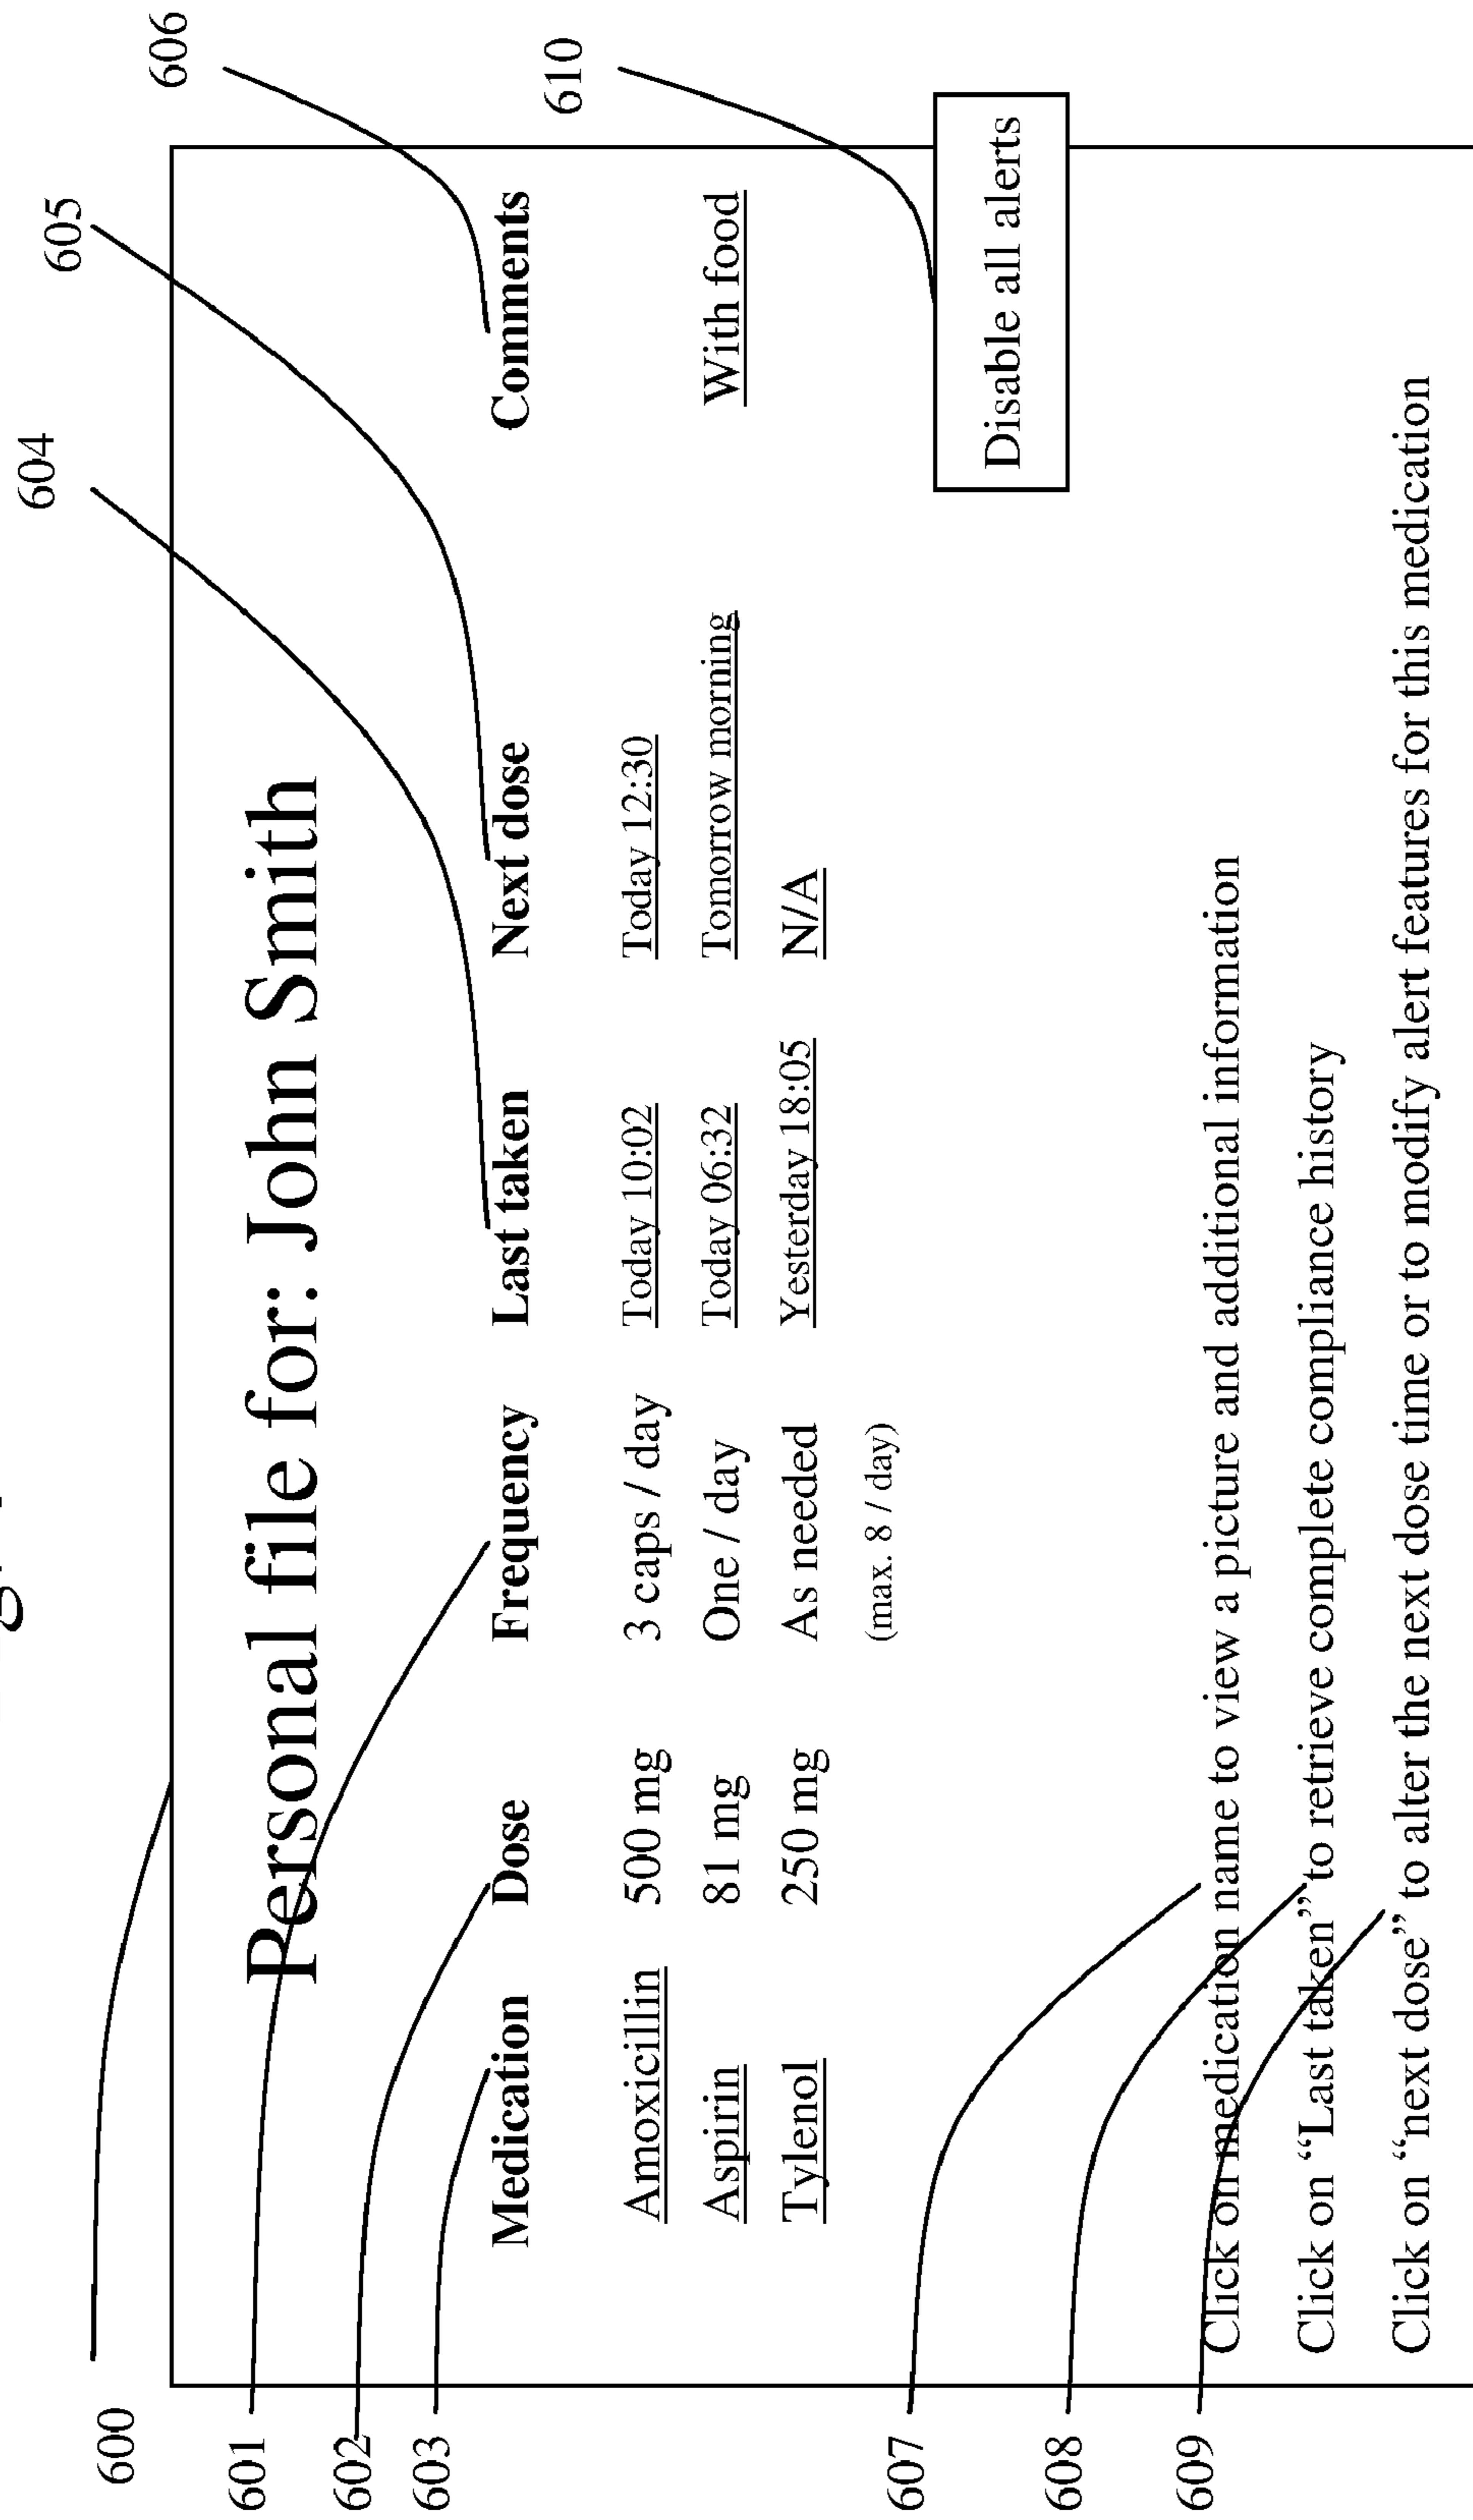 600
601
602
603
604
605
606
607
608
609
610
Personal file for: John Smith
Medication Dose Frequency Last taken Next dose Comments
Amoxicillin 500 mg 3 caps / day Today 10:02 Today 12:30
Aspirin 81 mg One / day Today 06:32 Tomorrow morning With food
Tylenol 250 mg As needed Yesterday 18:05 N/A
(max. 8 / day)
Disable all alerts
Click on medication name to view a picture and additional information
Click on “Last taken” to retrieve complete compliance history
Click on “next dose” to alter the next dose time or to modify alert features for this medication